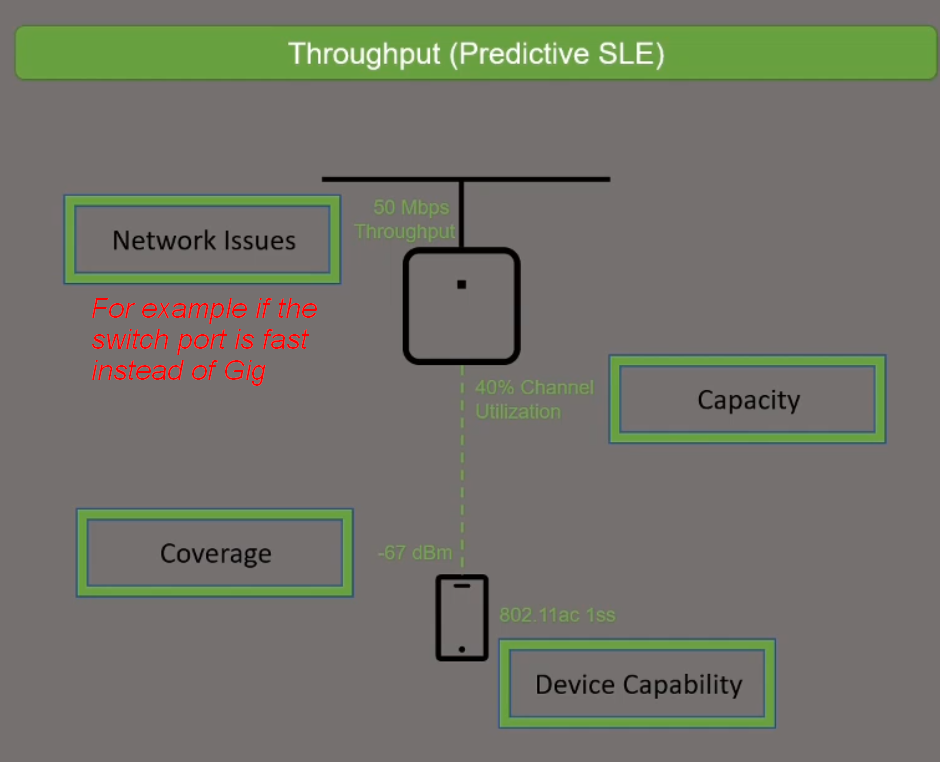 Throughput (Predictive SLE)
50 Mbps
Throughput
Network Issues
For example if the
switch port is fast
instead of Gig
40% Channel
Utilization
Capacity
Coverage
-67 dBm
802.11ac 1ss
Device Capability